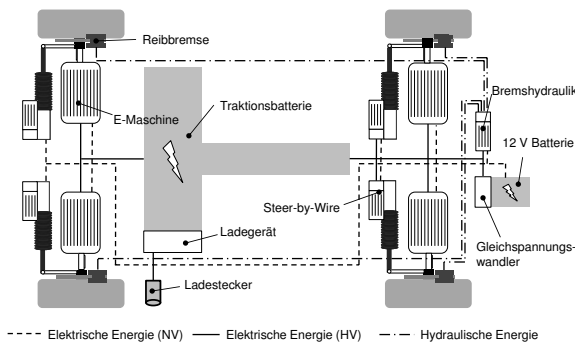 Reibbremse
E-Maschine
Traktionsbatterie
Bremshydraulik
12 V Batterie
Steer-by-Wire
Ladegerät
Gleichspannungs-
wandler
Ladestecker
Elektrische Energie (NV) Elektrische Energie (HV) Hydraulische Energie